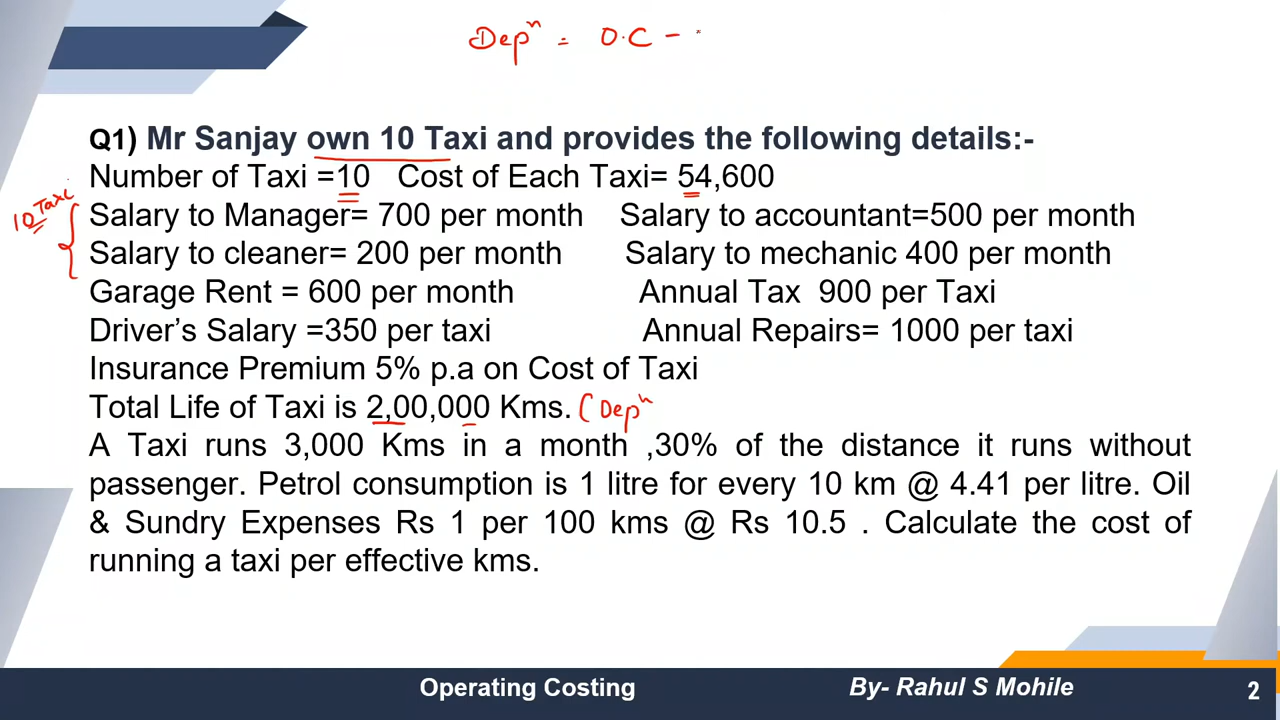 Depⁿ = O.C -
Q1) Mr Sanjay own 10 Taxi and provides the following details:-
Number of Taxi =10 Cost of Each Taxi= 54,600
10 Taxi
Salary to Manager= 700 per month Salary to accountant=500 per month
Salary to cleaner= 200 per month Salary to mechanic 400 per month
Garage Rent = 600 per month Annual Tax 900 per Taxi
Driver’s Salary =350 per taxi Annual Repairs= 1000 per taxi
Insurance Premium 5% p.a on Cost of Taxi
Total Life of Taxi is 2,00,000 Kms. (Depⁿ
A Taxi runs 3,000 Kms in a month ,30% of the distance it runs without
passenger. Petrol consumption is 1 litre for every 10 km @ 4.41 per litre. Oil
& Sundry Expenses Rs 1 per 100 kms @ Rs 10.5 . Calculate the cost of
running a taxi per effective kms.
Operating Costing By- Rahul S Mohile 2